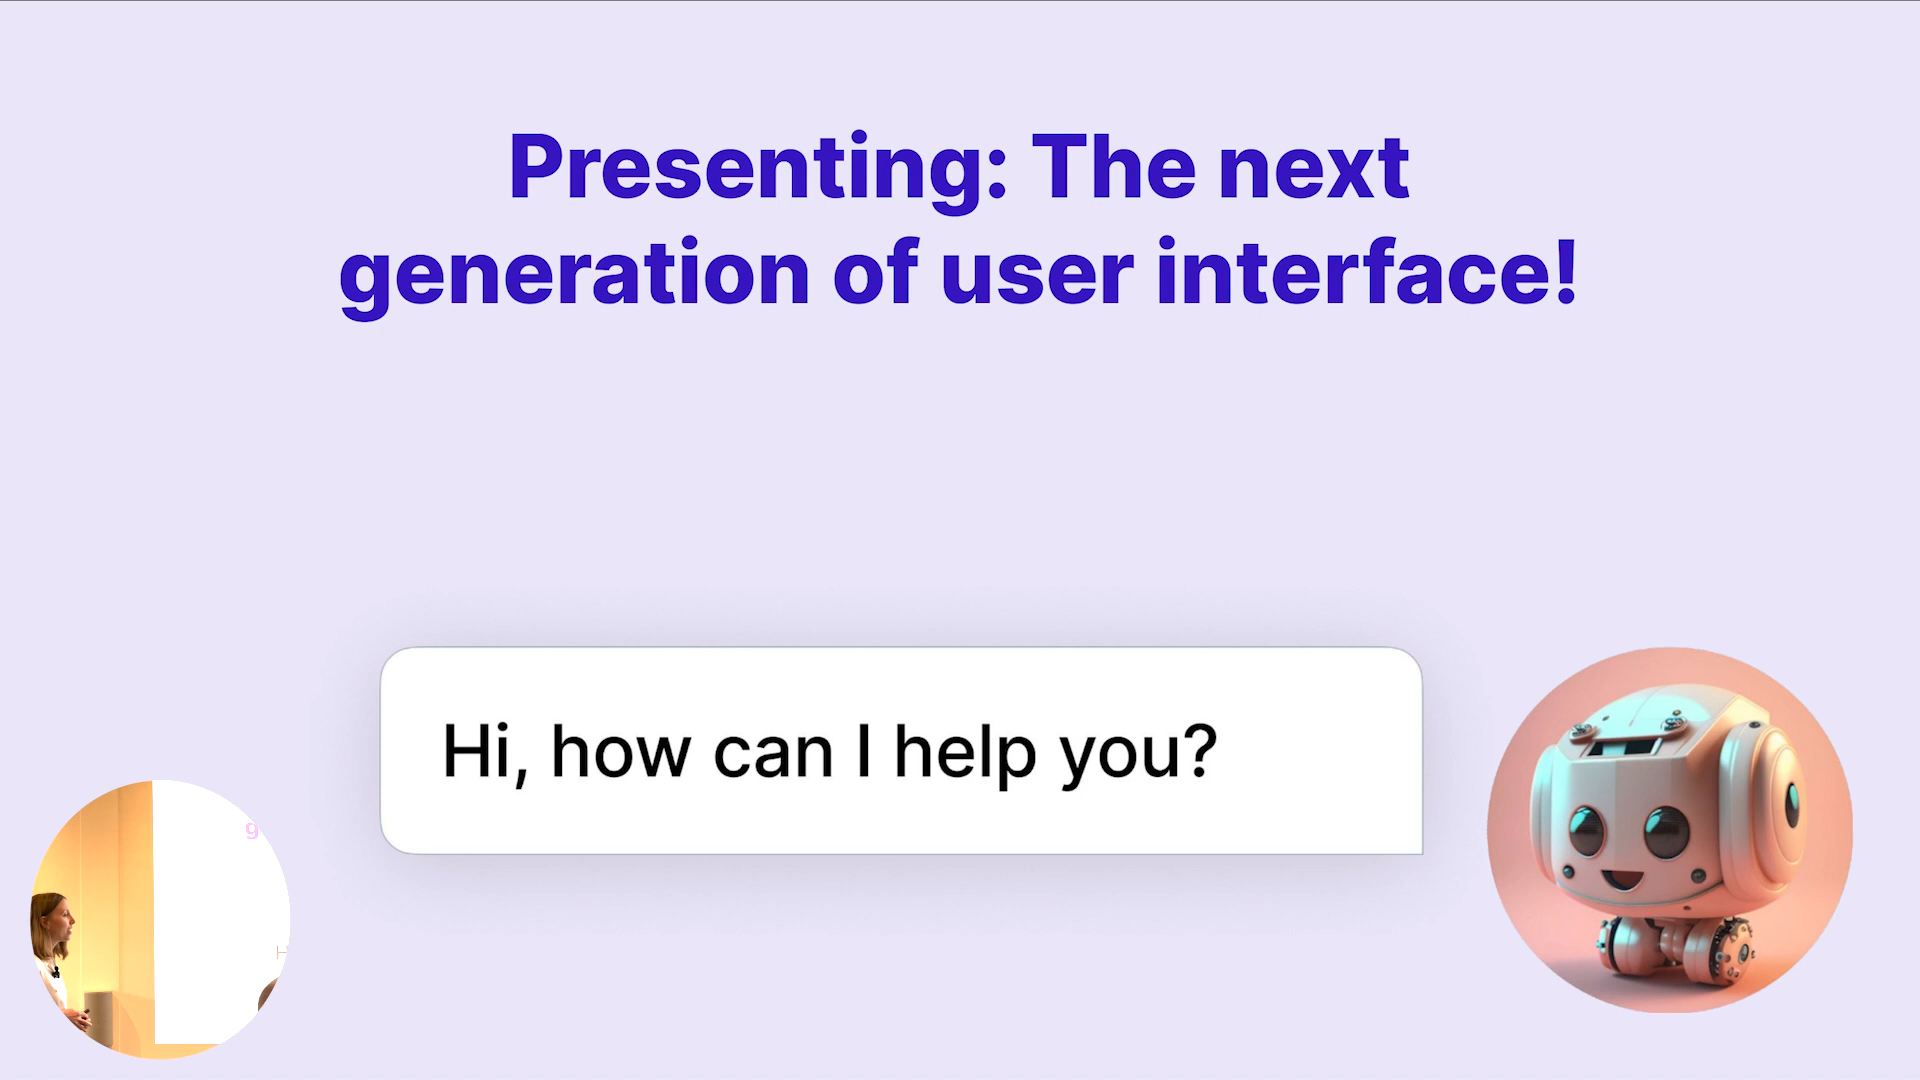 Presenting: The next
generation of user interface!
Hi, how can I help you?